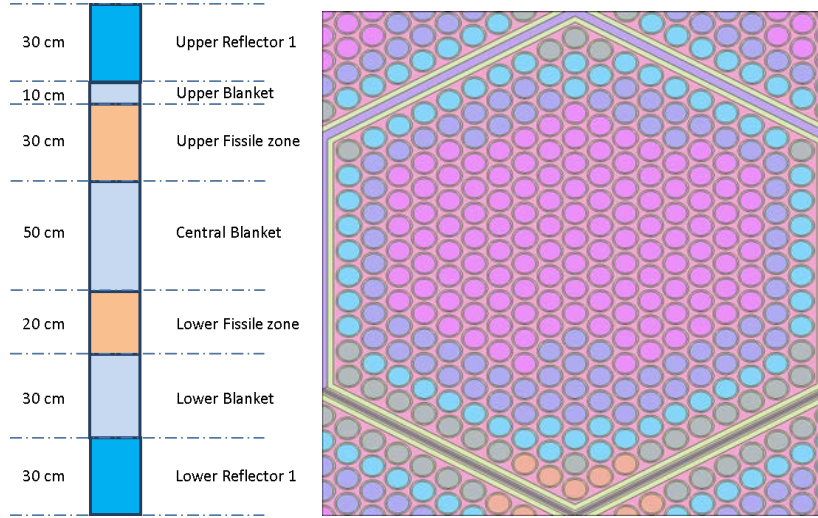 30 cm Upper Reflector 1
10 cm Upper Blanket
30 cm Upper Fissile zone
50 cm Central Blanket
20 cm Lower Fissile zone
30 cm Lower Blanket
30 cm Lower Reflector 1